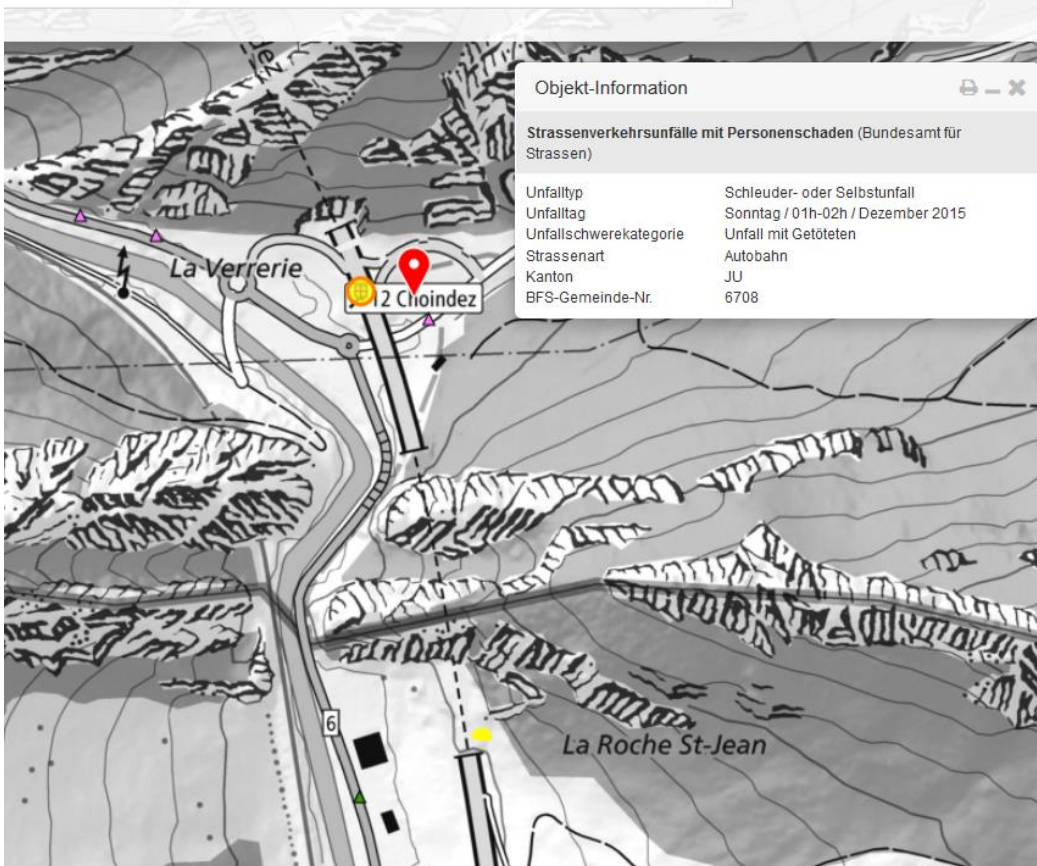 Objekt-Information
Strassenverkehrsunfälle mit Personenschaden (Bundesamt für
Strassen)
Unfalltyp Schleuder- oder Selbstunfall
Unfalltag Sonntag / 01h-02h / Dezember 2015
Unfallschwerekategorie Unfall mit Getöteten
Strassenart Autobahn
Kanton JU
BFS-Gemeinde-Nr. 6708
La Verrerie
12 Choindez
6
La Roche St-Jean